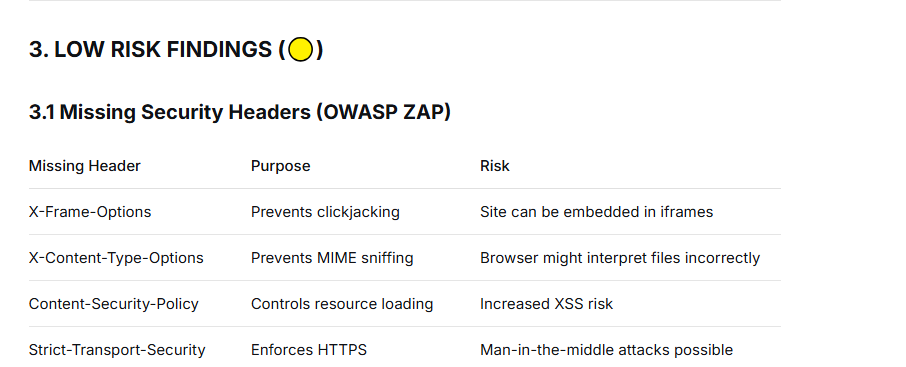 3. LOW RISK FINDINGS (🟡)
3.1 Missing Security Headers (OWASP ZAP)
Missing Header Purpose Risk
X-Frame-Options Prevents clickjacking Site can be embedded in iframes
X-Content-Type-Options Prevents MIME sniffing Browser might interpret files incorrectly
Content-Security-Policy Controls resource loading Increased XSS risk
Strict-Transport-Security Enforces HTTPS Man-in-the-middle attacks possible